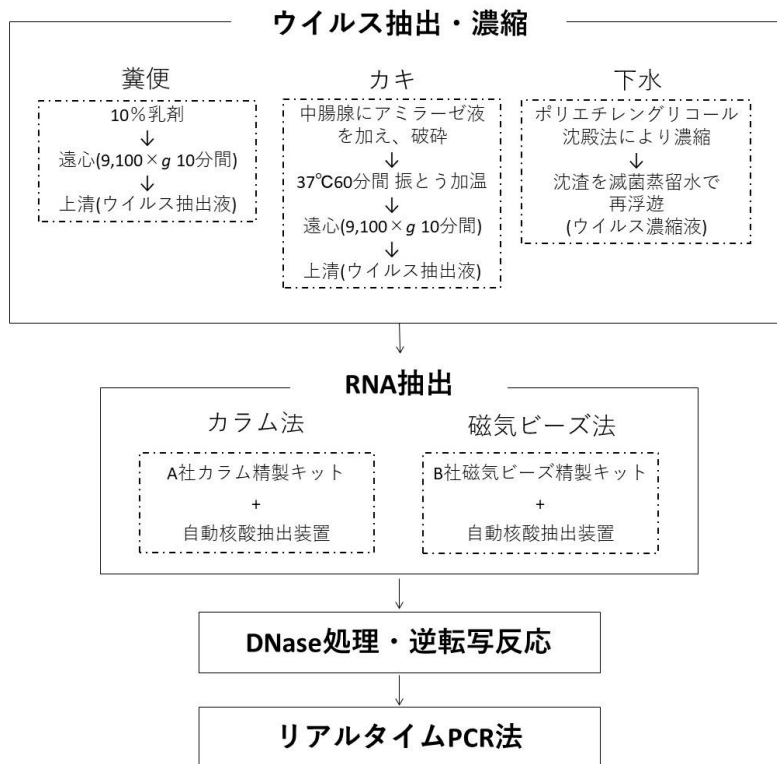 ウイルス抽出・濃縮
糞便
10％乳剤
↓
遠心(9,100×g 10分間)
↓
上清(ウイルス抽出液)
カキ
中腸腺にアミラーゼ液
を加え、破砕
↓
37℃60分間 振とう加温
↓
遠心(9,100×g 10分間)
↓
上清(ウイルス抽出液)
下水
ポリエチレングリコール
沈殿法により濃縮
↓
沈渣を滅菌蒸留水で
再浮遊
(ウイルス濃縮液)
RNA抽出
カラム法
A社カラム精製キット
+
自動核酸抽出装置
磁気ビーズ法
B社磁気ビーズ精製キット
+
自動核酸抽出装置
DNase処理・逆転写反応
リアルタイムPCR法